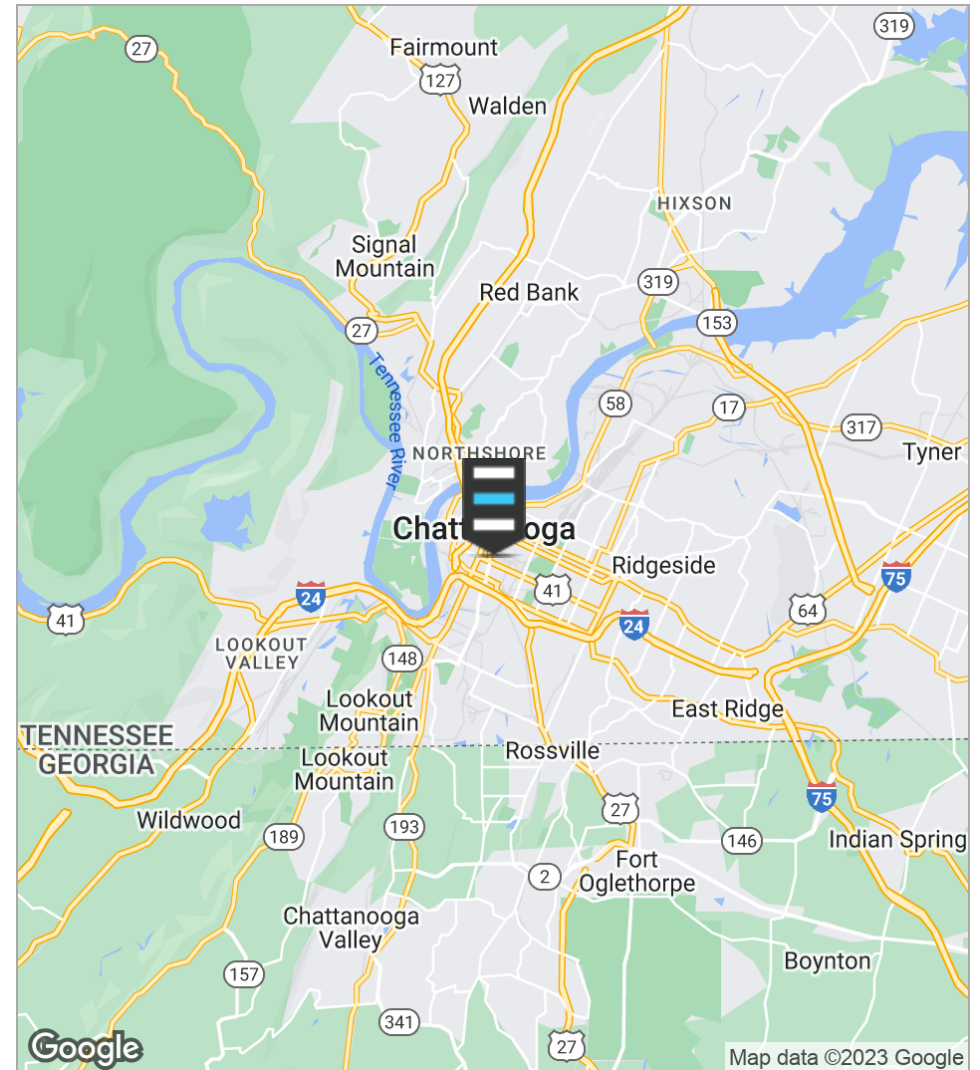 319
27
Fairmount
127
Walden
HIXSON
Signal
Mountain
319
Red Bank
153
27
Tennessee River
58
17
317
NORTHSHORE
Tyner
Chatt
oga
Ridgeside
75
41
24
64
41
24
LOOKOUT
VALLEY
148
Lookout
Mountain
East Ridge
TENNESSEE
GEORGIA
Rossville
Lookout
Mountain
75
27
Wildwood
189
193
146
Indian Spring
Fort
Oglethorpe
2
Chattanooga
Valley
Boynton
157
341
27
Google
Map data ©2023 Google